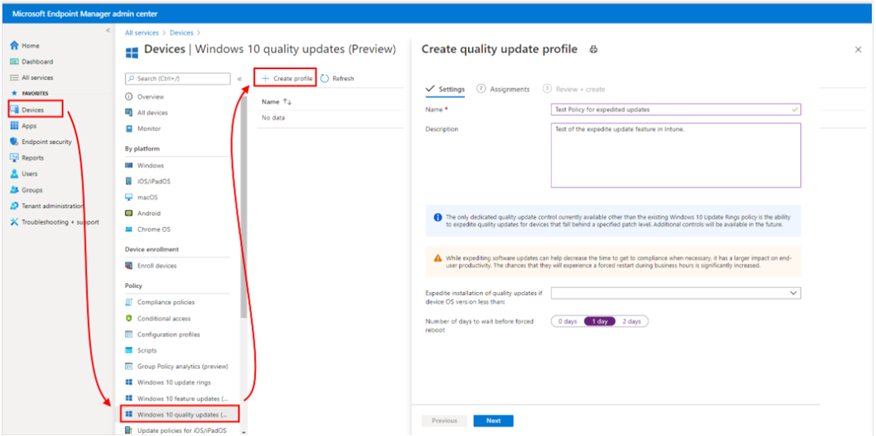 Microsoft Endpoint Manager admin center
Home
Dashboard
All services
FAVORITES
Devices
Apps
Endpoint security
Reports
Users
Groups
Tenant administration
Troubleshooting + support
All services > Devices >
Devices | Windows 10 quality updates (Preview)
Search (Ctrl+/)
Overview
All devices
Monitor
By platform
Windows
iOS/iPadOS
macOS
Android
Chrome OS
Device enrollment
Enroll devices
Policy
Compliance policies
Conditional access
Configuration profiles
Scripts
Group Policy analytics (preview)
Windows 10 update rings
Windows 10 feature updates (...
Windows 10 quality updates (...
Update policies for iOS/iPadOS
Create profile
Refresh
Name
No data
Create quality update profile
Settings
2 Assignments
3 Review + create
Name *
Test Policy for expedited updates
Description
Test of the expedite update feature in Intune.
The only dedicated quality update control currently available other than the existing Windows 10 Update Rings policy is the ability
to expedite quality updates for devices that fall behind a specified patch level. Additional controls will be available in the future.
While expediting software updates can help decrease the time to get to compliance when necessary, it has a larger impact on end-
user productivity. The chances that they will experience a forced restart during business hours is significantly increased.
Expedite installation of quality updates if
device OS version less than:
Number of days to wait before forced
reboot
0 days
1 day
2 days
Previous
Next